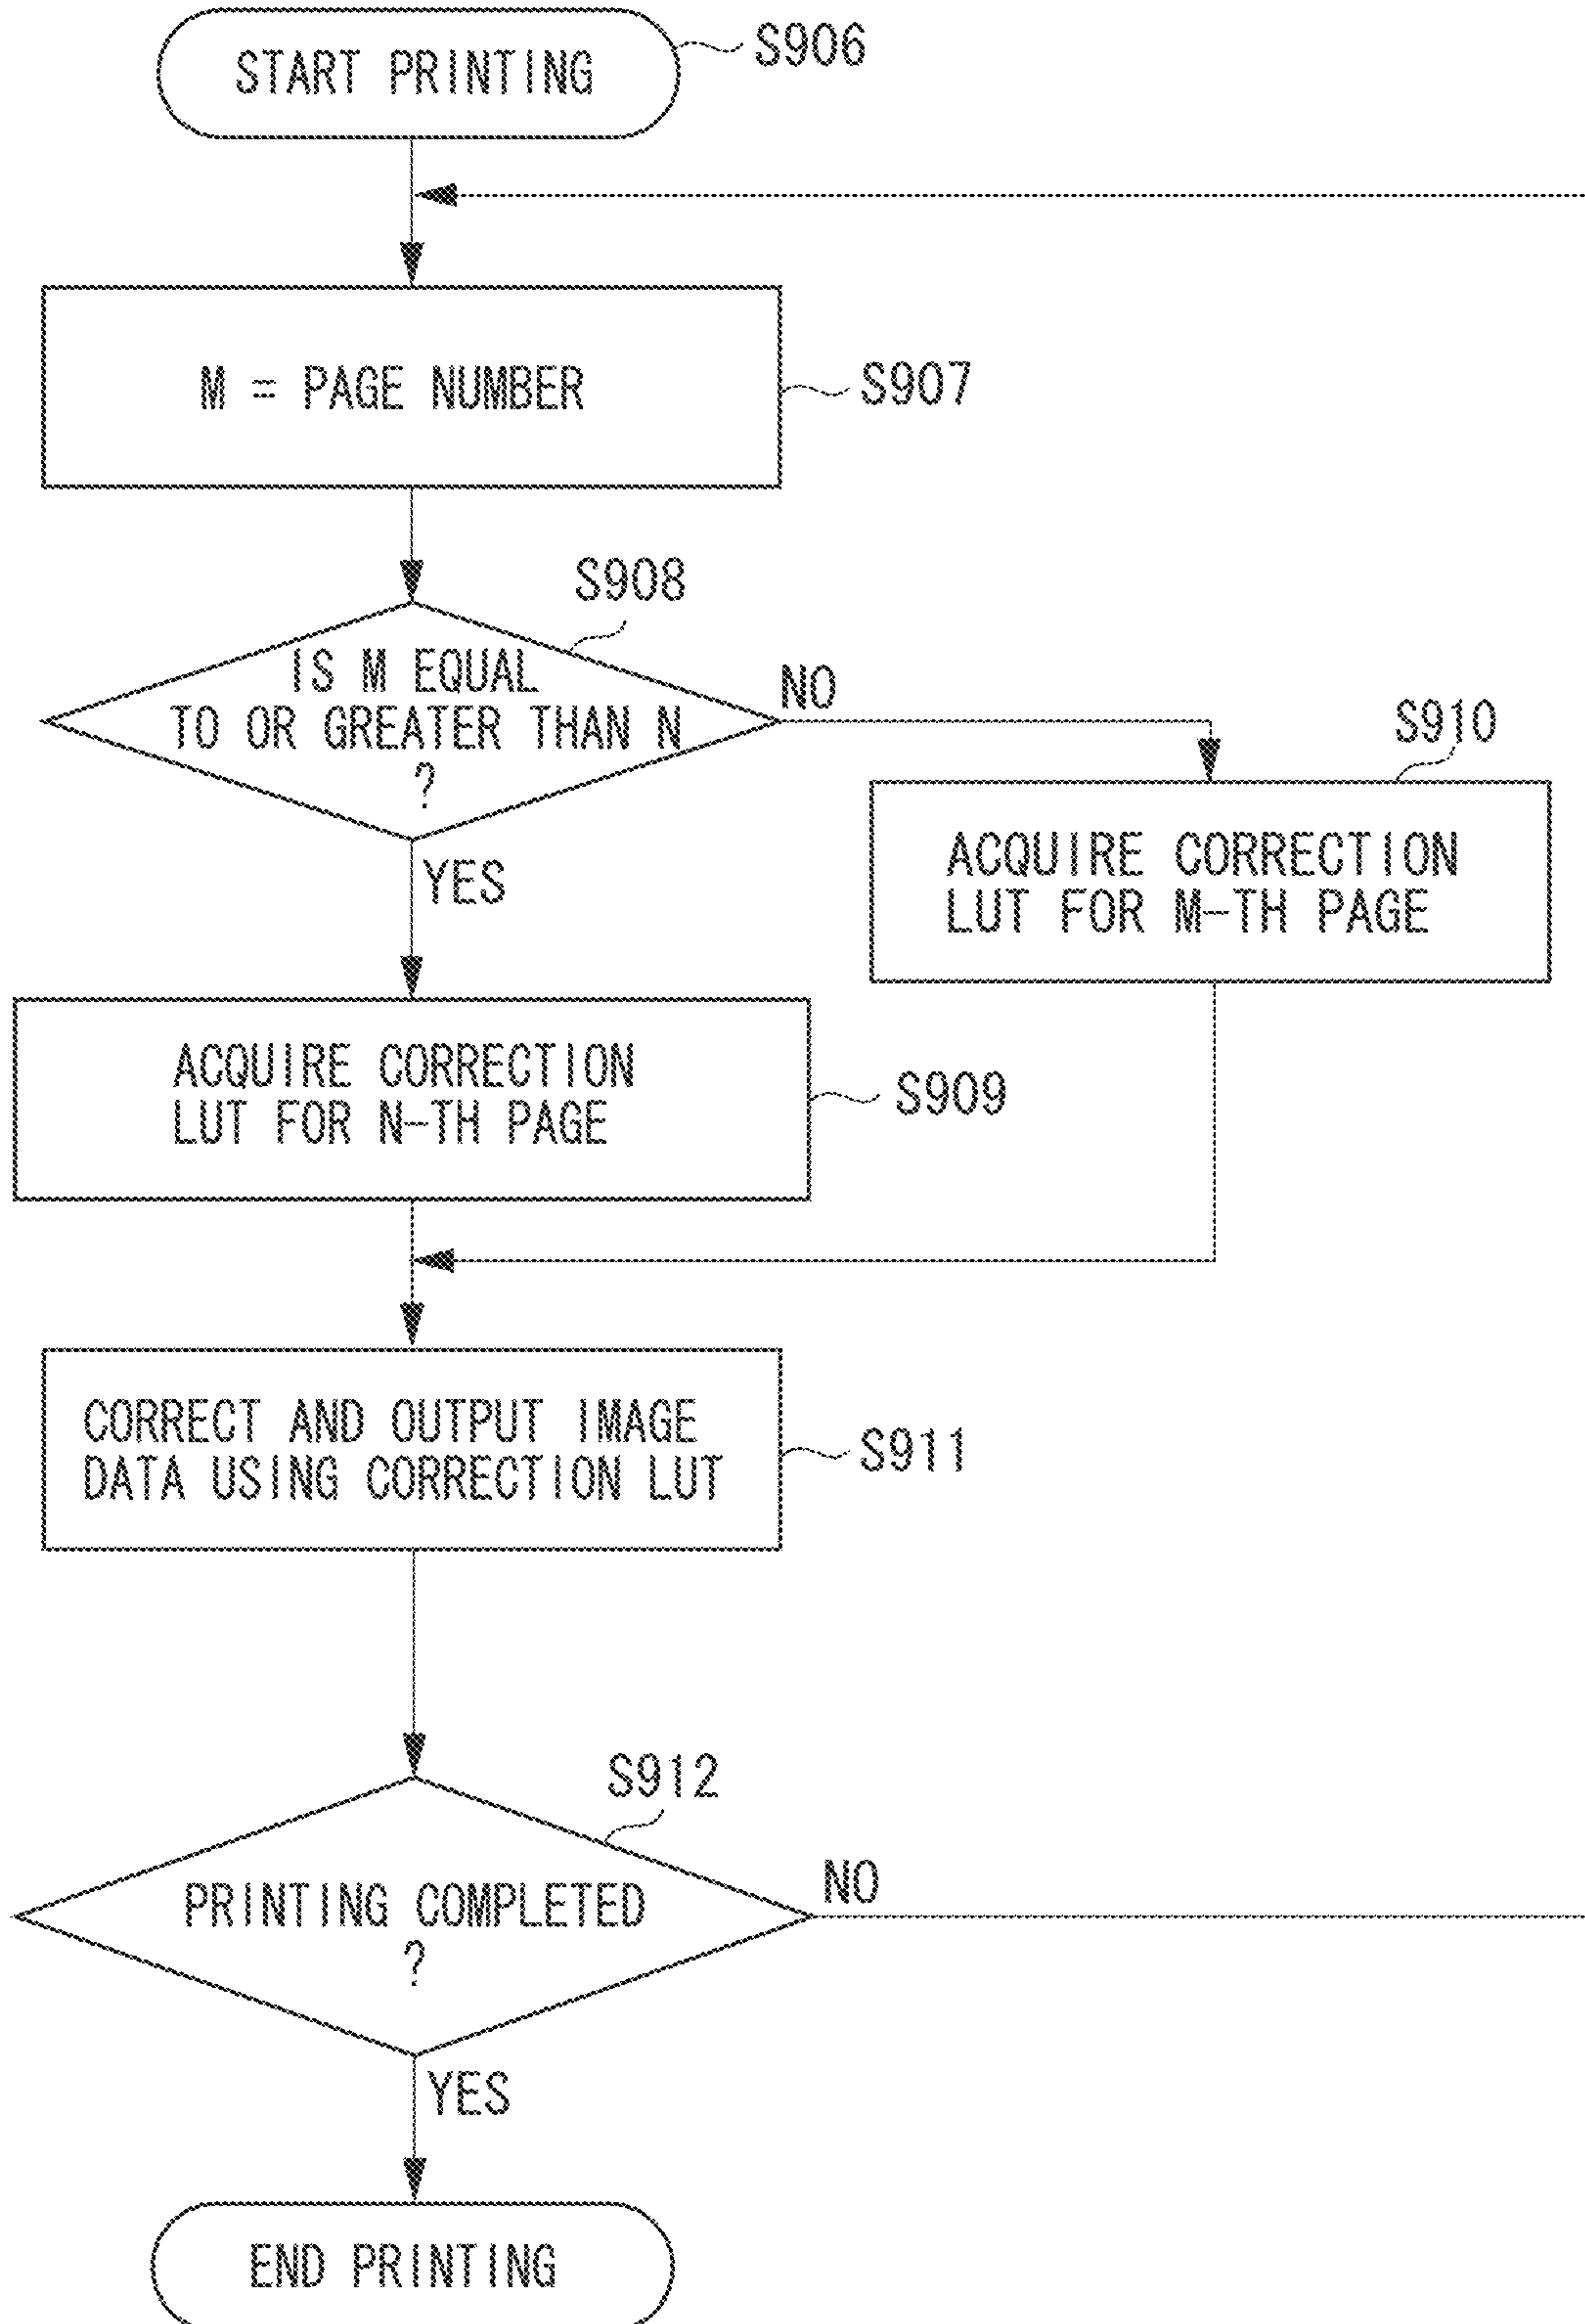 START PRINTING
S906
M = PAGE NUMBER
S907
S908
IS M EQUAL
TO OR GREATER THAN N
?
NO
YES
S910
ACQUIRE CORRECTION
LUT FOR M-TH PAGE
ACQUIRE CORRECTION
LUT FOR N-TH PAGE
S909
CORRECT AND OUTPUT IMAGE
DATA USING CORRECTION LUT
S911
S912
PRINTING COMPLETED
?
NO
YES
END PRINTING